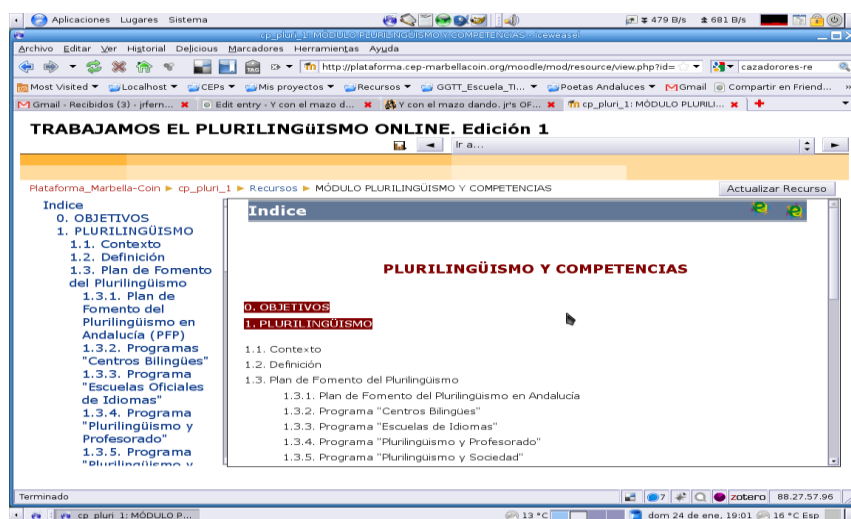 Aplicaciones Lugares Sistema
479 B/s 681 B/s
cp_pluri_1: MÓDULO PLURILINGÜISMO Y COMPETENCIAS - Iceweasel
Archivo Editar Ver Historial Delicious Marcadores Herramientas Ayuda
http://plataforma.cep-marbellacoin.org/moodle/mod/resource/view.php?id= cazadorores-re
Most Visited Localhost CEPs Mis proyectos Recursos GGTT_Escuela_TI... Poetas Andaluces Gmail Compartir en Friend... »
Gmail - Recibidos (3) - jrfern... Edit entry - Y con el mazo d... Y con el mazo dando. jr's OF... cp_pluri_1: MÓDULO PLURILI...
TRABAJAMOS EL PLURILINGüISMO ONLINE. Edición 1
Ir a...
Plataforma_Marbella-Coin ► cp_pluri_1 ► Recursos ► MÓDULO PLURILINGÜISMO Y COMPETENCIAS
Actualizar Recurso
Indice
0. OBJETIVOS
1. PLURILINGÜISMO
1.1. Contexto
1.2. Definición
1.3. Plan de Fomento
del Plurilingüismo
1.3.1. Plan de
Fomento del
Plurilingüismo en
Andalucía (PFP)
1.3.2. Programas
"Centros Bilingües"
1.3.3. Programa
"Escuelas Oficiales
de Idiomas"
1.3.4. Programa
"Plurilingüismo y
Profesorado"
1.3.5. Programa
"Plurilingüismo y
Indice
PLURILINGÜISMO Y COMPETENCIAS
0. OBJETIVOS
1. PLURILINGÜISMO
1.1. Contexto
1.2. Definición
1.3. Plan de Fomento del Plurilingüismo
1.3.1. Plan de Fomento del Plurilingüismo en Andalucía
1.3.2. Programa "Centros Bilingües"
1.3.3. Programa "Escuelas de Idiomas"
1.3.4. Programa "Plurilingüismo y Profesorado"
1.3.5. Programa "Plurilingüismo y Sociedad"
Terminado
7 zotero 88.27.57.96
cp_pluri_1: MÓDULO P...
13 °C dom 24 de ene, 19:01 16 °C Esp